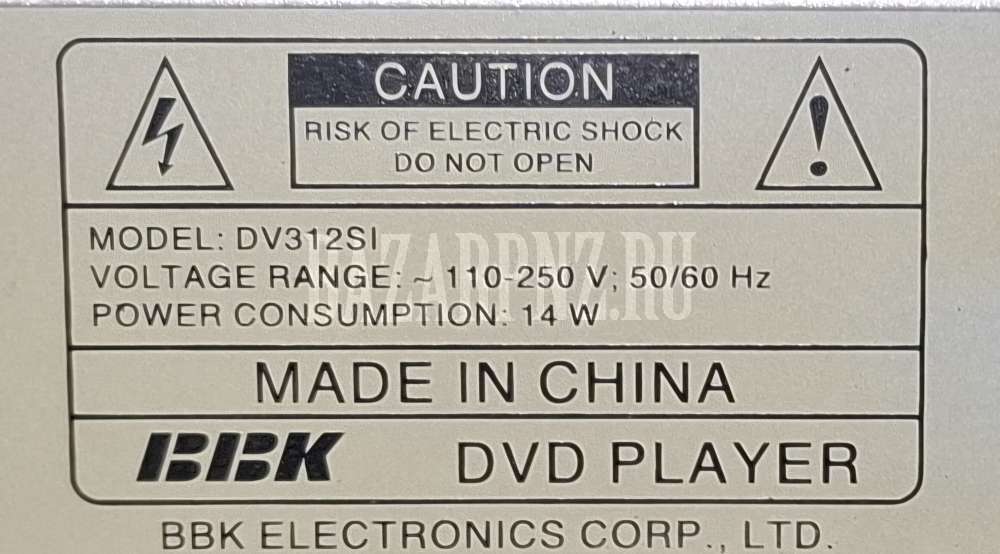 CAUTION
RISK OF ELECTRIC SHOCK
DO NOT OPEN
MODEL: DV312SI
VOLTAGE RANGE: ~ 110-250 V; 50/60 Hz
POWER CONSUMPTION: 14 W
BAZARPNZ.RU
MADE IN CHINA
BBK DVD PLAYER
BBK ELECTRONICS CORP., LTD.